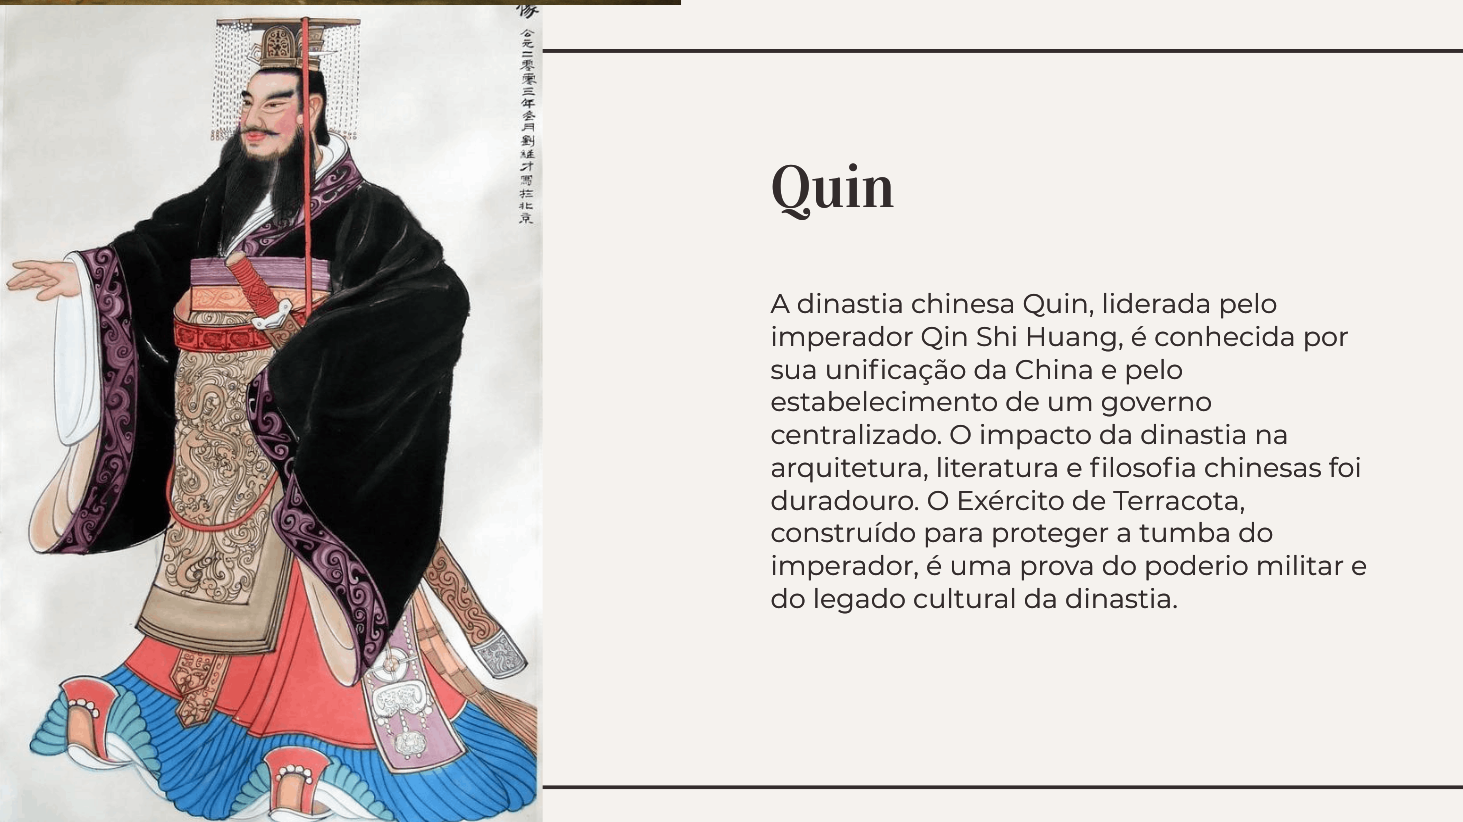 像
公元二零零三年
劉
才寫於北京
Quin
A dinastia chinesa Quin, liderada pelo
imperador Qin Shi Huang, é conhecida por
sua unificação da China e pelo
estabelecimento de um governo
centralizado. O impacto da dinastia na
arquitetura, literatura e filosofia chinesas foi
duradouro. O Exército de Terracota,
construído para proteger a tumba do
imperador, é uma prova do poderio militar e
do legado cultural da dinastia.